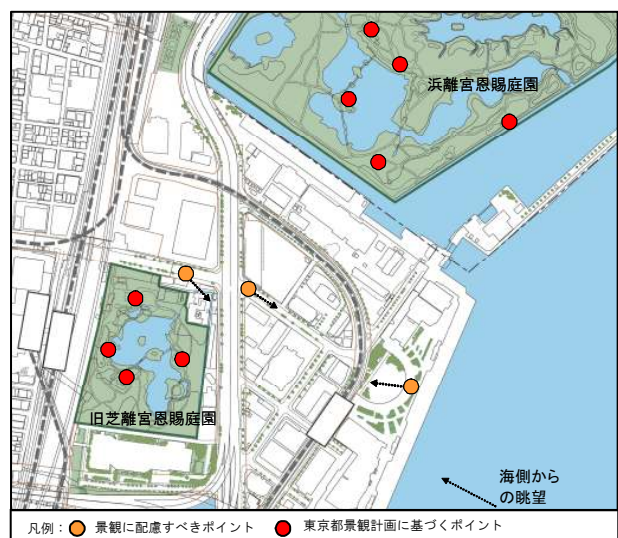 浜離宮恩賜庭園
旧芝離宮恩賜庭園
海側から
の眺望
凡例： 景観に配慮すべきポイント 東京都景観計画に基づくポイント